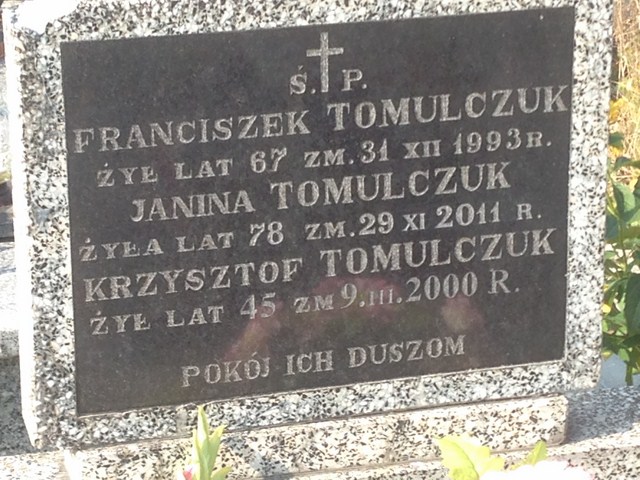 Ś. P.
FRANCISZEK TOMULCZUK
ŻYŁ LAT 67 ZM. 31 XII 1993 R.
JANINA TOMULCZUK
ŻYŁA LAT 78 ZM. 29 XI 2011 R.
KRZYSZTOF TOMULCZUK
ŻYŁ LAT 45 ZM 9. III. 2000 R.
POKÓJ ICH DUSZOM